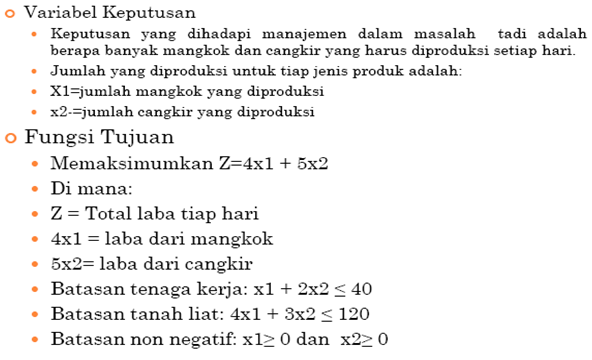 Variabel Keputusan
Keputusan yang dihadapi manajemen dalam masalah tadi adalah
berapa banyak mangkok dan cangkir yang harus diproduksi setiap hari.
Jumlah yang diproduksi untuk tiap jenis produk adalah:
X1=jumlah mangkok yang diproduksi
x2-=jumlah cangkir yang diproduksi
Fungsi Tujuan
Memaksimumkan Z=4x1 + 5x2
Di mana:
Z = Total laba tiap hari
4x1 = laba dari mangkok
5x2= laba dari cangkir
Batasan tenaga kerja: x1 + 2x2 ≤ 40
Batasan tanah liat: 4x1 + 3x2 ≤ 120
Batasan non negatif: x1≥ 0 dan x2≥ 0